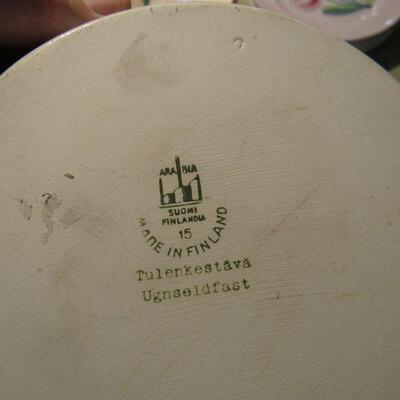 ARABIA
SUOMI
FINLANDIA
15
MADE IN FINLAND
Tulenkestävä
Ugnseldfast